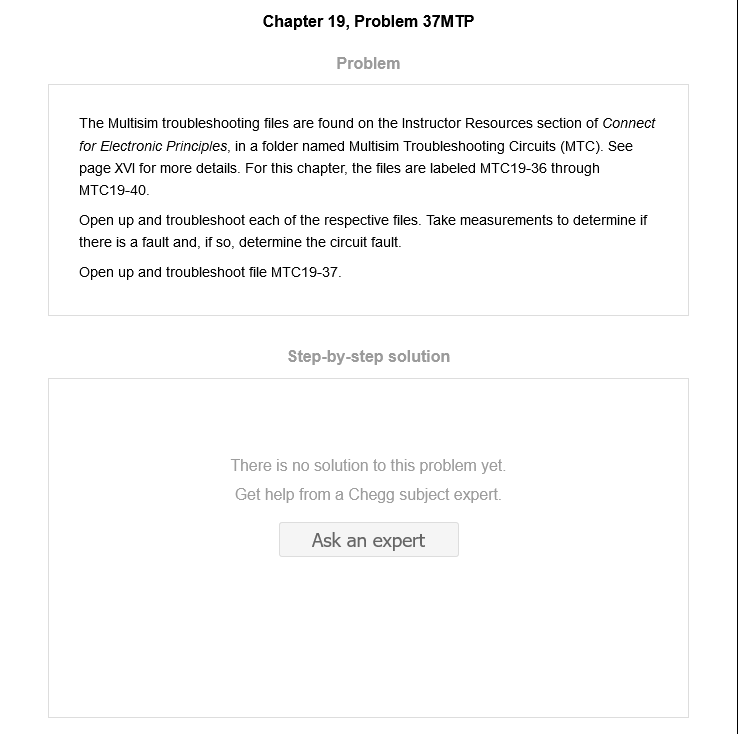 Chapter 19, Problem 37MTP
Problem
The Multisim troubleshooting files are found on the Instructor Resources section of Connect
for Electronic Principles, in a folder named Multisim Troubleshooting Circuits (MTC). See
page XVI for more details. For this chapter, the files are labeled MTC19-36 through
MTC19-40.
Open up and troubleshoot each of the respective files. Take measurements to determine if
there is a fault and, if so, determine the circuit fault.
Open up and troubleshoot file MTC19-37.
Step-by-step solution
There is no solution to this problem yet.
Get help from a Chegg subject expert.
Ask an expert